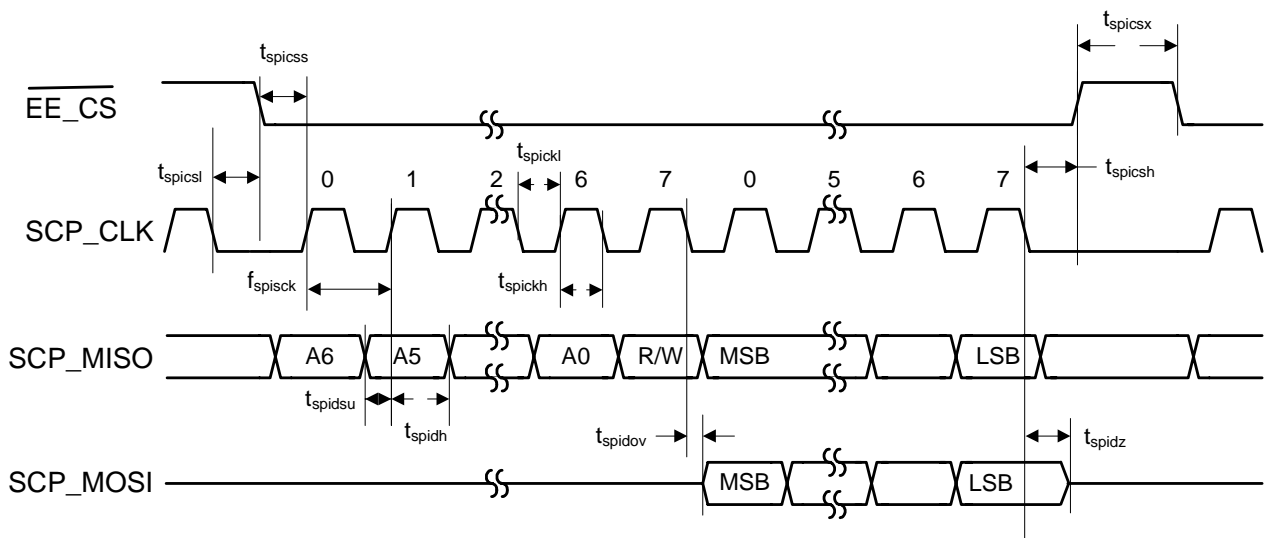 t_spicsx
t_spicss
EE_CS
t_spicsl
t_spickl
t_spicsh
0 1 2 6 7 0 5 6 7
SCP_CLK
f_spisck
t_spickh
SCP_MISO
A6 A5 A0 R/W MSB LSB
t_spidsu
t_spidh
t_spidov
t_spidz
SCP_MOSI
MSB LSB